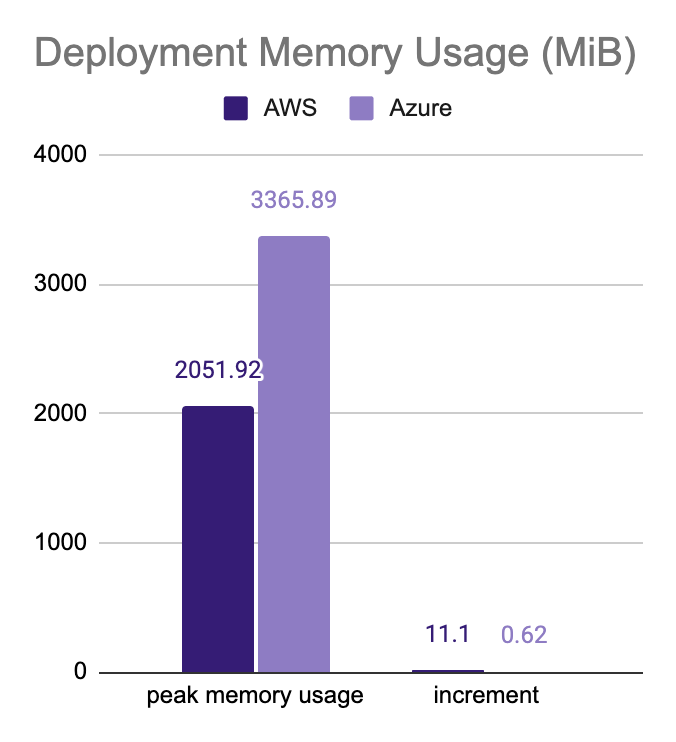 Deployment Memory Usage (MiB)
AWS Azure
4000
3365.89
3000
2051.92
2000
1000
11.1 0.62
0
peak memory usage increment